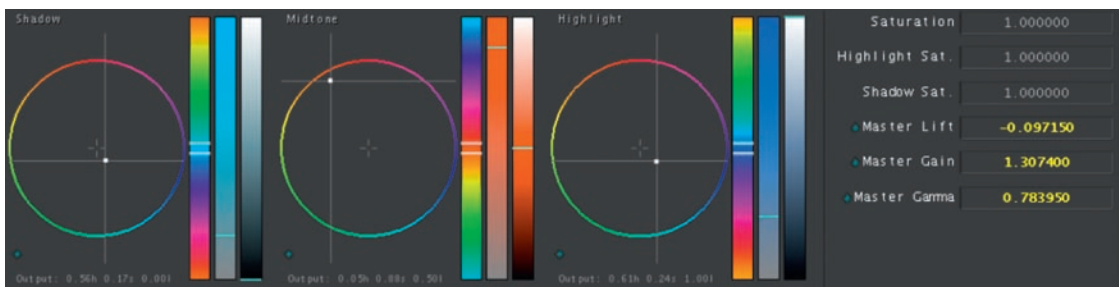 Shadow
Midtone
Highlight
Saturation 1.000000
Highlight Sat. 1.000000
Shadow Sat. 1.000000
Master Lift -0.097150
Master Gain 1.307400
Master Gamma 0.783950
Output: 0.56h 0.17s 0.00l
Output: 0.05h 0.88s 0.50l
Output: 0.61h 0.24s 1.00l